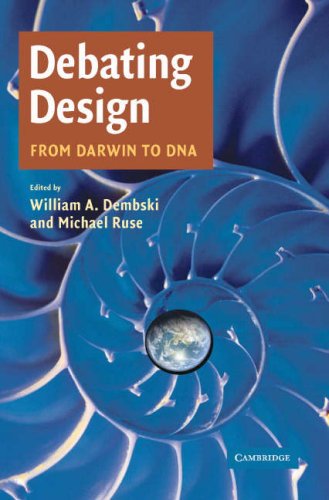 Debating
Design
FROM DARWIN TO DNA
Edited by
William A. Dembski
and Michael Ruse
CAMBRIDGE